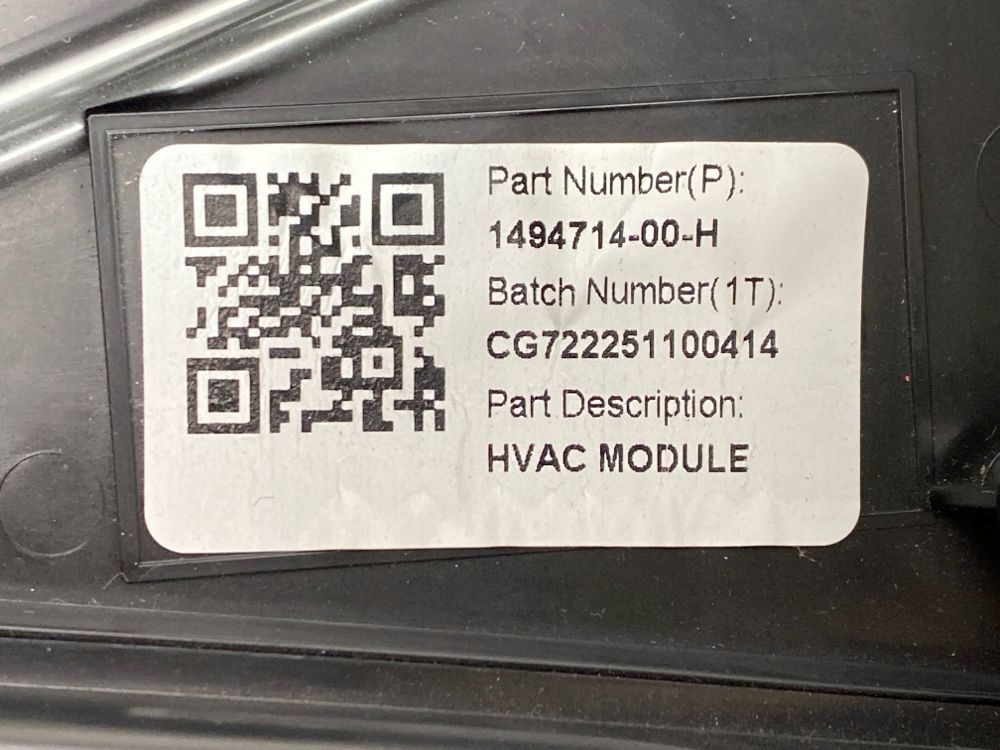 Part Number(P):
1494714-00-H
Batch Number(1T):
CG722251100414
Part Description:
HVAC MODULE